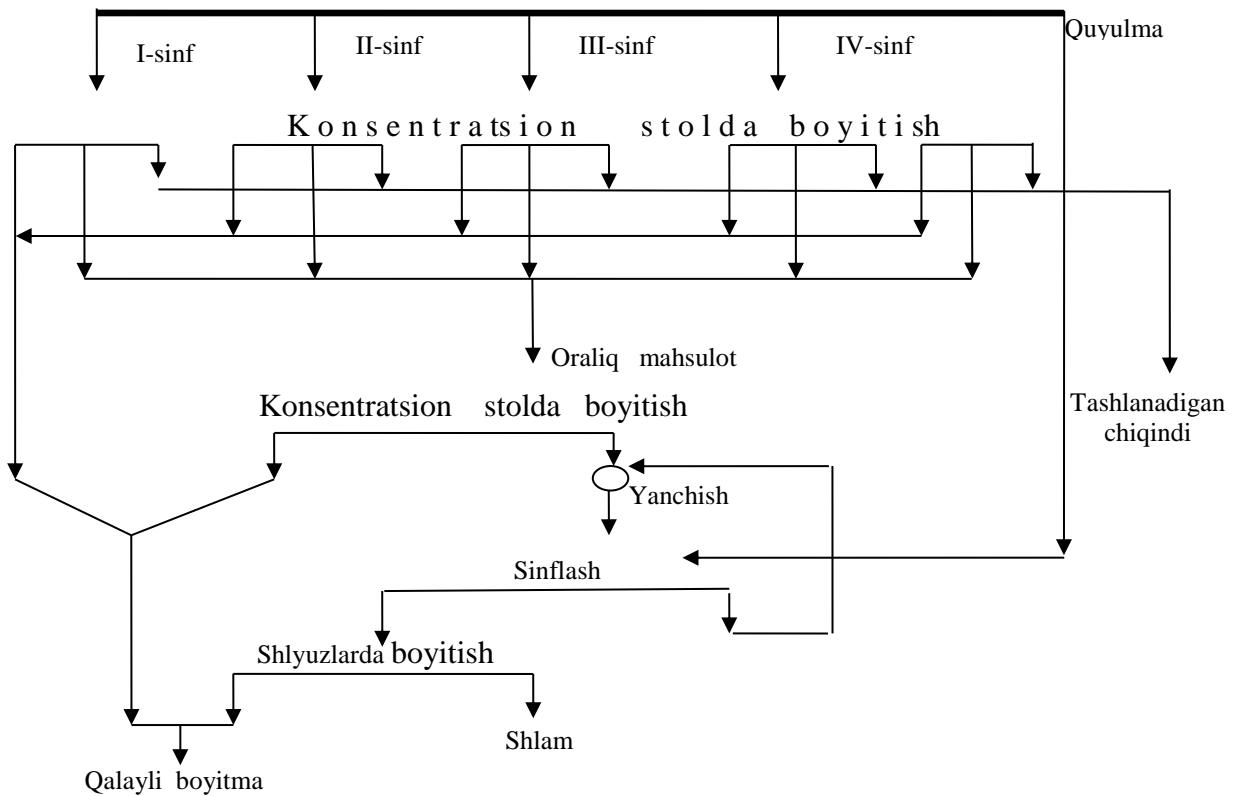 Quyulma
I-sinf
II-sinf
III-sinf
IV-sinf
Konsentratsion stolda boyitish
Oraliq mahsulot
Konsentratsion stolda boyitish
Tashlanadigan
chiqindi
Yanchish
Sinflash
Shlyuzlarda boyitish
Shlam
Qalayli boyitma